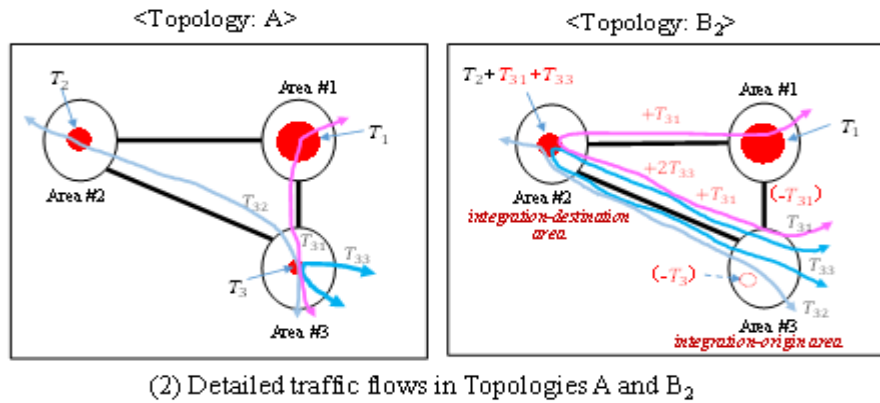 <Topology: A>
<Topology: B₂>
T₂
Area #1
T₁
Area #2
T₃₂
T₃₁
T₃₃
T₃
Area #3
T₂+T₃₁+T₃₃
Area #1
+T₃₁
T₁
+2T₃₃
+T₃₁
(-T₃₁)
Area #2
integration-destination
area.
T₃₁
T₃₃
(-T₃)
T₃₂
Area #3
integration-origin area.
(2) Detailed traffic flows in Topologies A and B₂